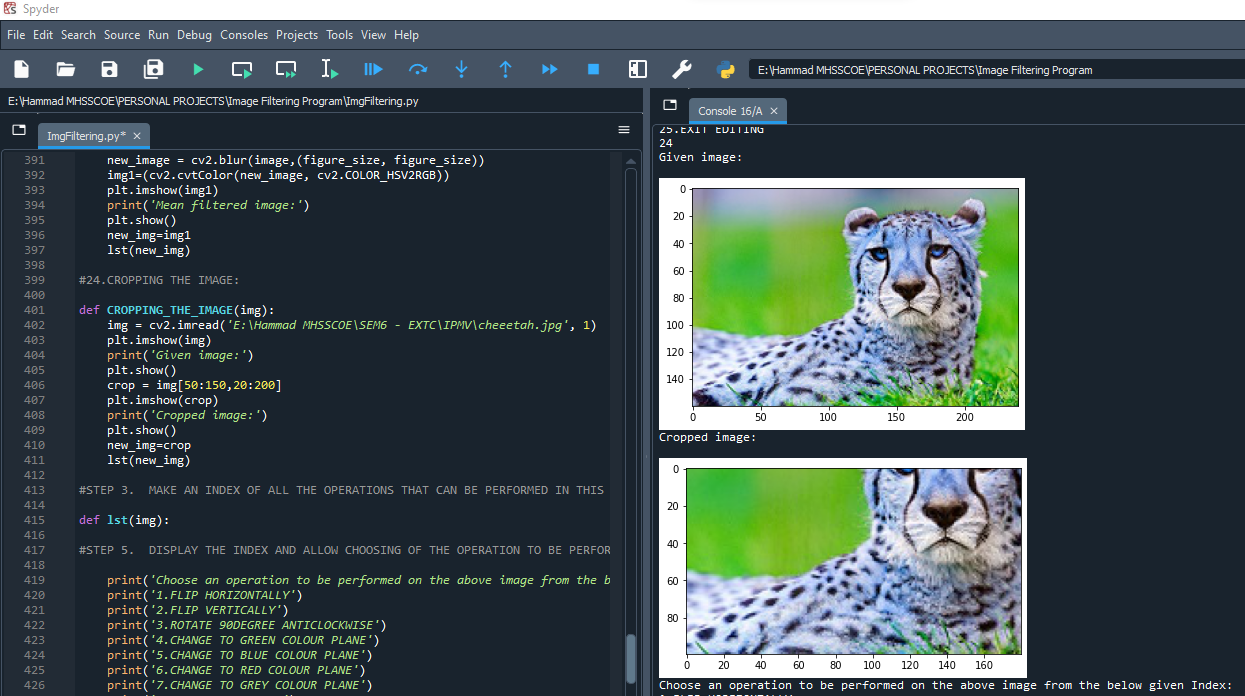 Spyder
File Edit Search Source Run Debug Consoles Projects Tools View Help
E:\Hammad MHSSCOE\PERSONAL PROJECTS\Image Filtering Program
E:\Hammad MHSSCOE\PERSONAL PROJECTS\Image Filtering Program\ImgFiltering.py
ImgFiltering.py*
391 new_image = cv2.blur(image,(figure_size, figure_size))
392 img1=(cv2.cvtColor(new_image, cv2.COLOR_HSV2RGB))
393 plt.imshow(img1)
394 print('Mean filtered image:')
395 plt.show()
396 new_img=img1
397 lst(new_img)
398
399 #24.CROPPING THE IMAGE:
400
401 def CROPPING_THE_IMAGE(img):
402 img = cv2.imread('E:\Hammad MHSSCOE\SEM6 - EXTC\IPMV\cheeetah.jpg', 1)
403 plt.imshow(img)
404 print('Given image:')
405 plt.show()
406 crop = img[50:150,20:200]
407 plt.imshow(crop)
408 print('Cropped image:')
409 plt.show()
410 new_img=crop
411 lst(new_img)
412
413 #STEP 3. MAKE AN INDEX OF ALL THE OPERATIONS THAT CAN BE PERFORMED IN THIS
414
415 def lst(img):
416
417 #STEP 5. DISPLAY THE INDEX AND ALLOW CHOOSING OF THE OPERATION TO BE PERFOR
418
419 print('Choose an operation to be performed on the above image from the b
420 print('1.FLIP HORIZONTALLY')
421 print('2.FLIP VERTICALLY')
422 print('3.ROTATE 90DEGREE ANTICLOCKWISE')
423 print('4.CHANGE TO GREEN COLOUR PLANE')
424 print('5.CHANGE TO BLUE COLOUR PLANE')
425 print('6.CHANGE TO RED COLOUR PLANE')
426 print('7.CHANGE TO GREY COLOUR PLANE')
Console 16/A
25.EXIT EDITING
24
Given image:
0
20
40
60
80
100
120
140
0 50 100 150 200
Cropped image:
0
20
40
60
80
0 20 40 60 80 100 120 140 160
Choose an operation to be performed on the above image from the below given Index: